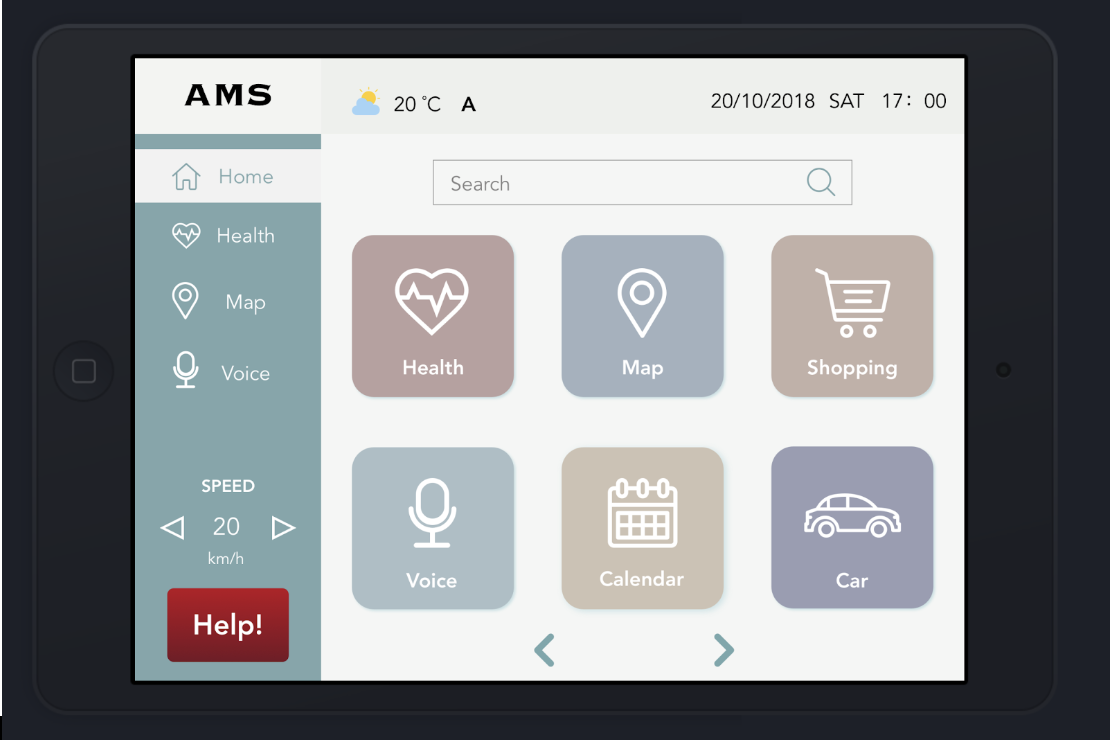 AMS
20 °C A
20/10/2018 SAT 17: 00
Home
Health
Map
Voice
SPEED
20
km/h
Help!
Search
Health
Map
Shopping
Voice
Calendar
Car